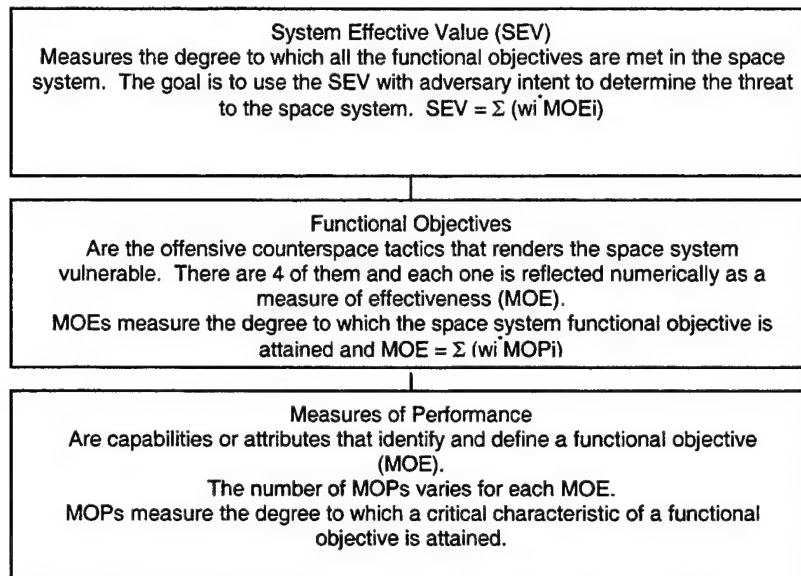 System Effective Value (SEV)
Measures the degree to which all the functional objectives are met in the space
system. The goal is to use the SEV with adversary intent to determine the threat
to the space system. SEV = Σ (wi*MOEi)
Functional Objectives
Are the offensive counterspace tactics that renders the space system
vulnerable. There are 4 of them and each one is reflected numerically as a
measure of effectiveness (MOE).
MOEs measure the degree to which the space system functional objective is
attained and MOE = Σ (wi*MOPi)
Measures of Performance
Are capabilities or attributes that identify and define a functional objective
(MOE).
The number of MOPs varies for each MOE.
MOPs measure the degree to which a critical characteristic of a functional
objective is attained.